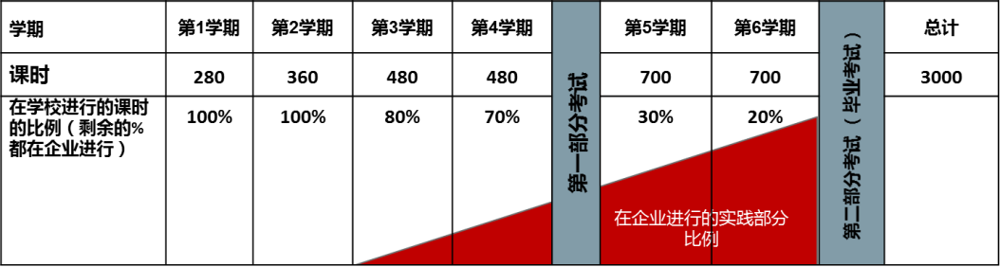 学期 第1学期 第2学期 第3学期 第4学期 第5学期 第6学期 总计
课时 280 360 480 480 700 700 3000
在学校进行的课时
的比例（剩余的%
都在企业进行）
100% 100% 80% 70% 30% 20%
第一部分考试
第二部分考试（毕业考试）
在企业进行的实践部分
比例